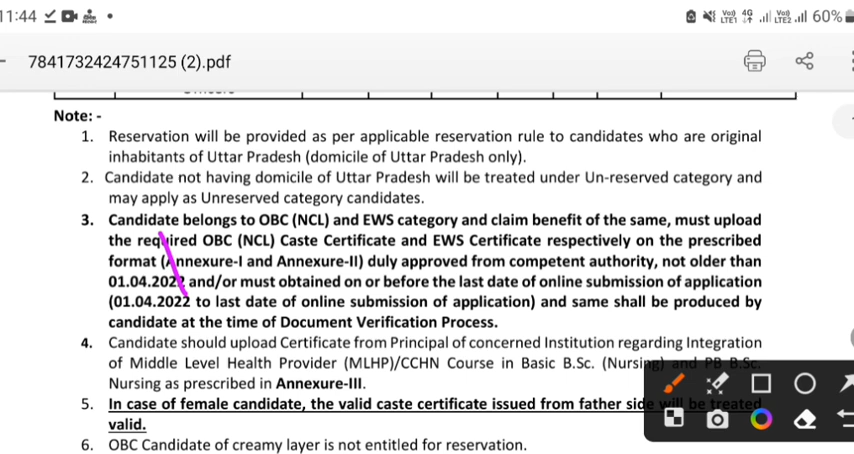 11:44
Vo) LTE1 4G Vo) LTE2 60%
7841732424751125 (2).pdf
Note: -
1. Reservation will be provided as per applicable reservation rule to candidates who are original
inhabitants of Uttar Pradesh (domicile of Uttar Pradesh only).
2. Candidate not having domicile of Uttar Pradesh will be treated under Un-reserved category and
may apply as Unreserved category candidates.
3. Candidate belongs to OBC (NCL) and EWS category and claim benefit of the same, must upload
the required OBC (NCL) Caste Certificate and EWS Certificate respectively on the prescribed
format (Annexure-I and Annexure-II) duly approved from competent authority, not older than
01.04.2022 and/or must obtained on or before the last date of online submission of application
(01.04.2022 to last date of online submission of application) and same shall be produced by
candidate at the time of Document Verification Process.
4. Candidate should upload Certificate from Principal of concerned Institution regarding Integration
of Middle Level Health Provider (MLHP)/CCHN Course in Basic B.Sc. (Nursing) and PB B.Sc.
Nursing as prescribed in Annexure-III.
5. In case of female candidate, the valid caste certificate issued from father side will be treated
valid.
6. OBC Candidate of creamy layer is not entitled for reservation.